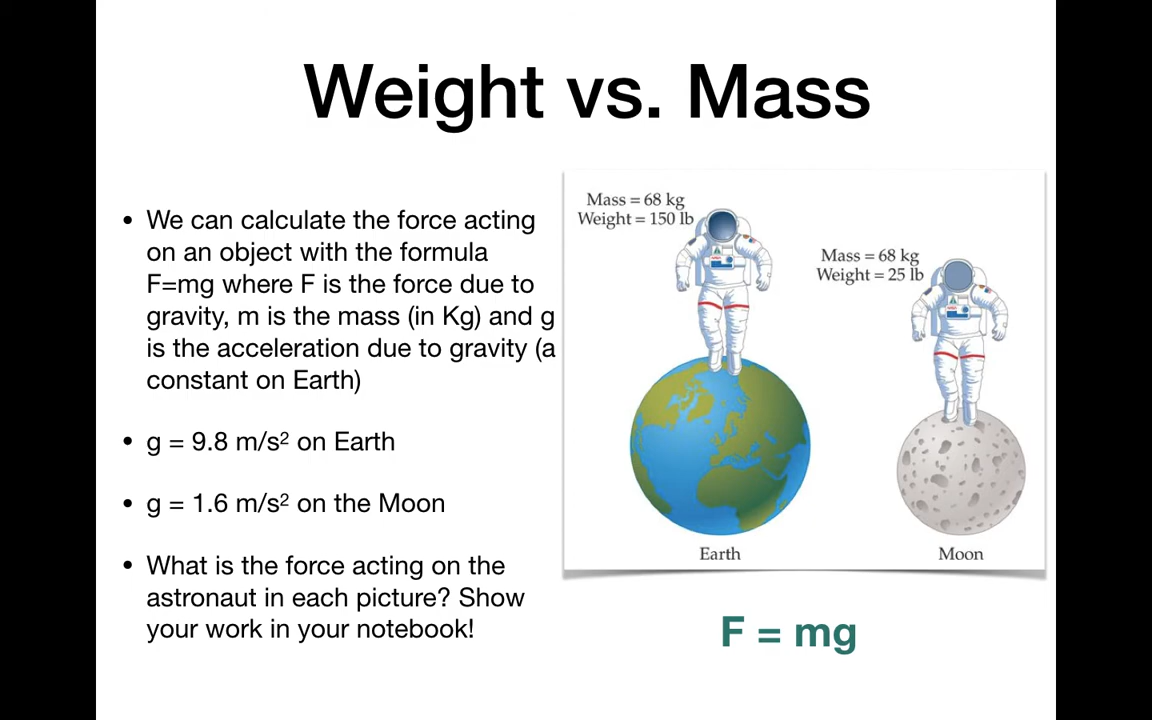 Weight vs. Mass
• We can calculate the force acting
on an object with the formula
F=mg where F is the force due to
gravity, m is the mass (in Kg) and g
is the acceleration due to gravity (a
constant on Earth)
• g = 9.8 m/s² on Earth
• g = 1.6 m/s² on the Moon
• What is the force acting on the
astronaut in each picture? Show
your work in your notebook!
Mass = 68 kg
Weight = 150 lb
Mass = 68 kg
Weight = 25 lb
Earth
Moon
F = mg